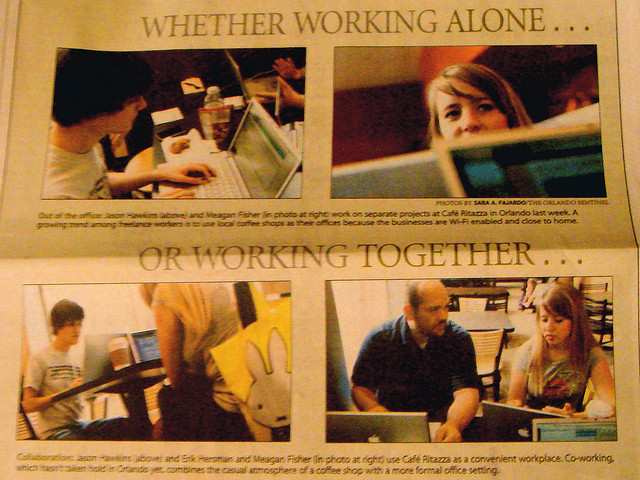 WHETHER WORKING ALONE...
PHOTOS BY SARA A. FAJARDO/THE ORLANDO SENTINEL
Out of the office: Jason Hawkins (above) and Meagan Fisher (in photo at right) work on separate projects at Café Ritazza in Orlando last week. A
growing trend among freelance workers is to use local coffee shops as their offices because the businesses are Wi-Fi enabled and close to home.
OR WORKING TOGETHER...
Collaboration: Jason Hawkins (above) and Erik Hersman and Meagan Fisher (in photo at right) use Café Ritazza as a convenient workplace. Co-working,
which hasn't taken hold in Orlando yet, combines the casual atmosphere of a coffee shop with a more formal office setting.